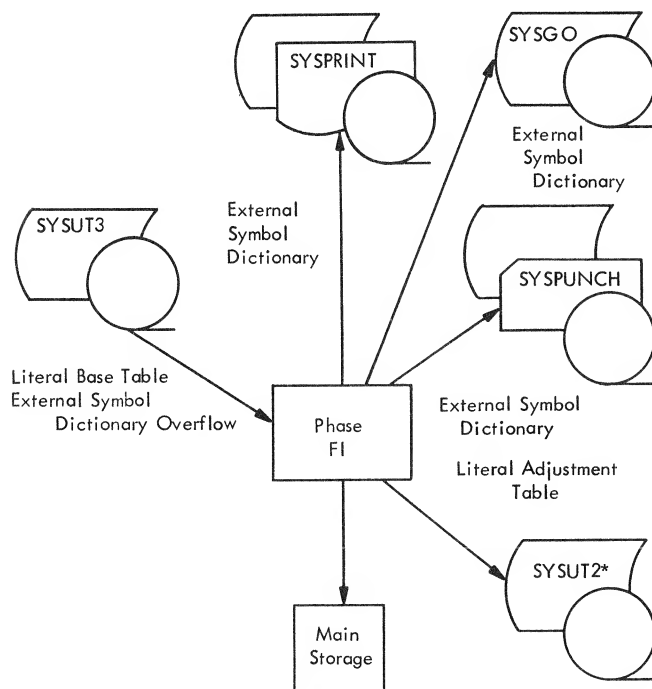 SYSPRINT
SYSGO
External
Symbol
Dictionary
External
Symbol
Dictionary
SYSUT3
SYSPUNCH
Literal Base Table
External Symbol
Dictionary Overflow
Phase
FI
External Symbol
Dictionary
Literal Adjustment
Table
SYSUT2*
Main
Storage